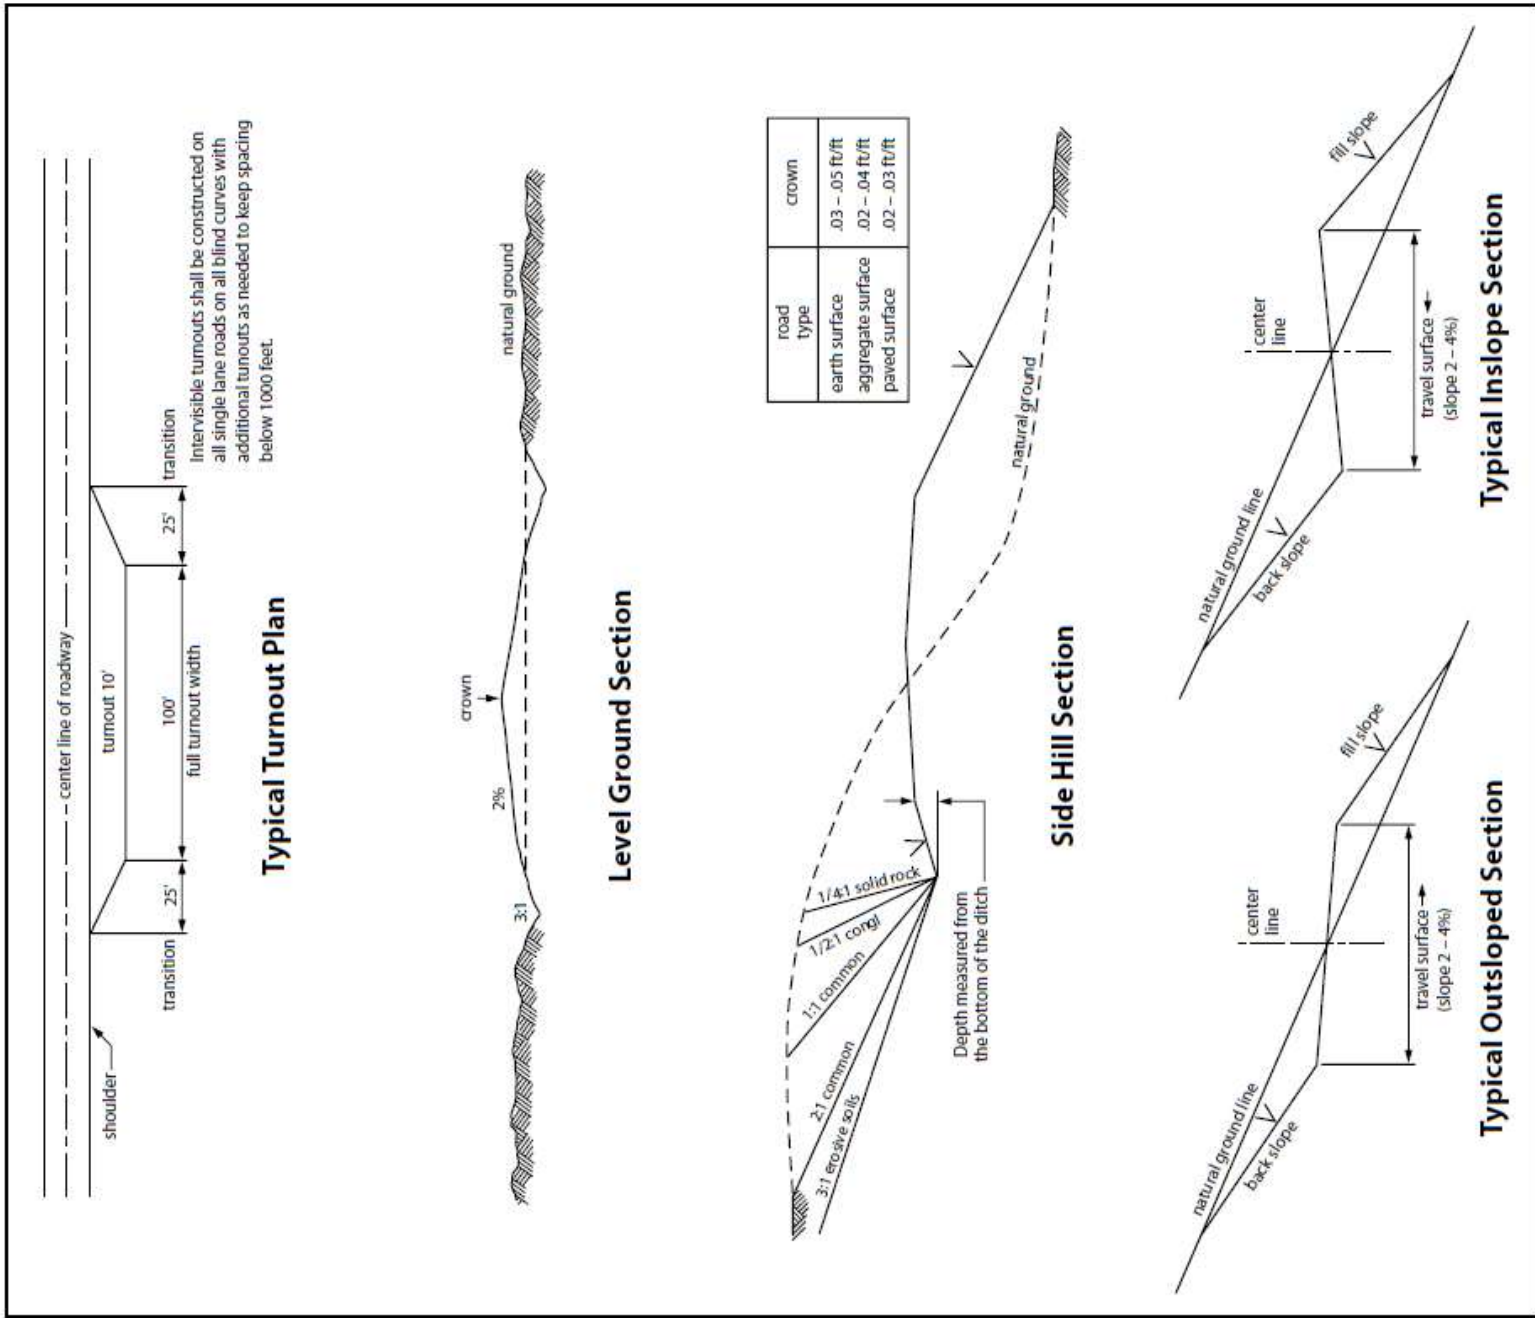 center line of roadway
shoulder
transition
25'
turnout 10'
100'
full turnout width
25'
transition
Intervisible turnouts shall be constructed on
all single lane roads on all blind curves with
additional tunouts as needed to keep spacing
below 1000 feet.
Typical Turnout Plan
crown
natural ground
3:1
2%
Level Ground Section
road
type
crown
earth surface
.03 – .05 ft/ft
aggregate surface
.02 – .04 ft/ft
paved surface
.02 – .03 ft/ft
1/4:1 solid rock
1/2:1 congl
1:1 common
2:1 common
3:1 erosive soils
natural ground
Depth measured from
the bottom of the ditch
Side Hill Section
natural ground line
back slope
center
line
fill slope
travel surface
(slope 2 – 4%)
Typical Outsloped Section
natural ground line
back slope
center
line
fill slope
travel surface
(slope 2 – 4%)
Typical Inslope Section